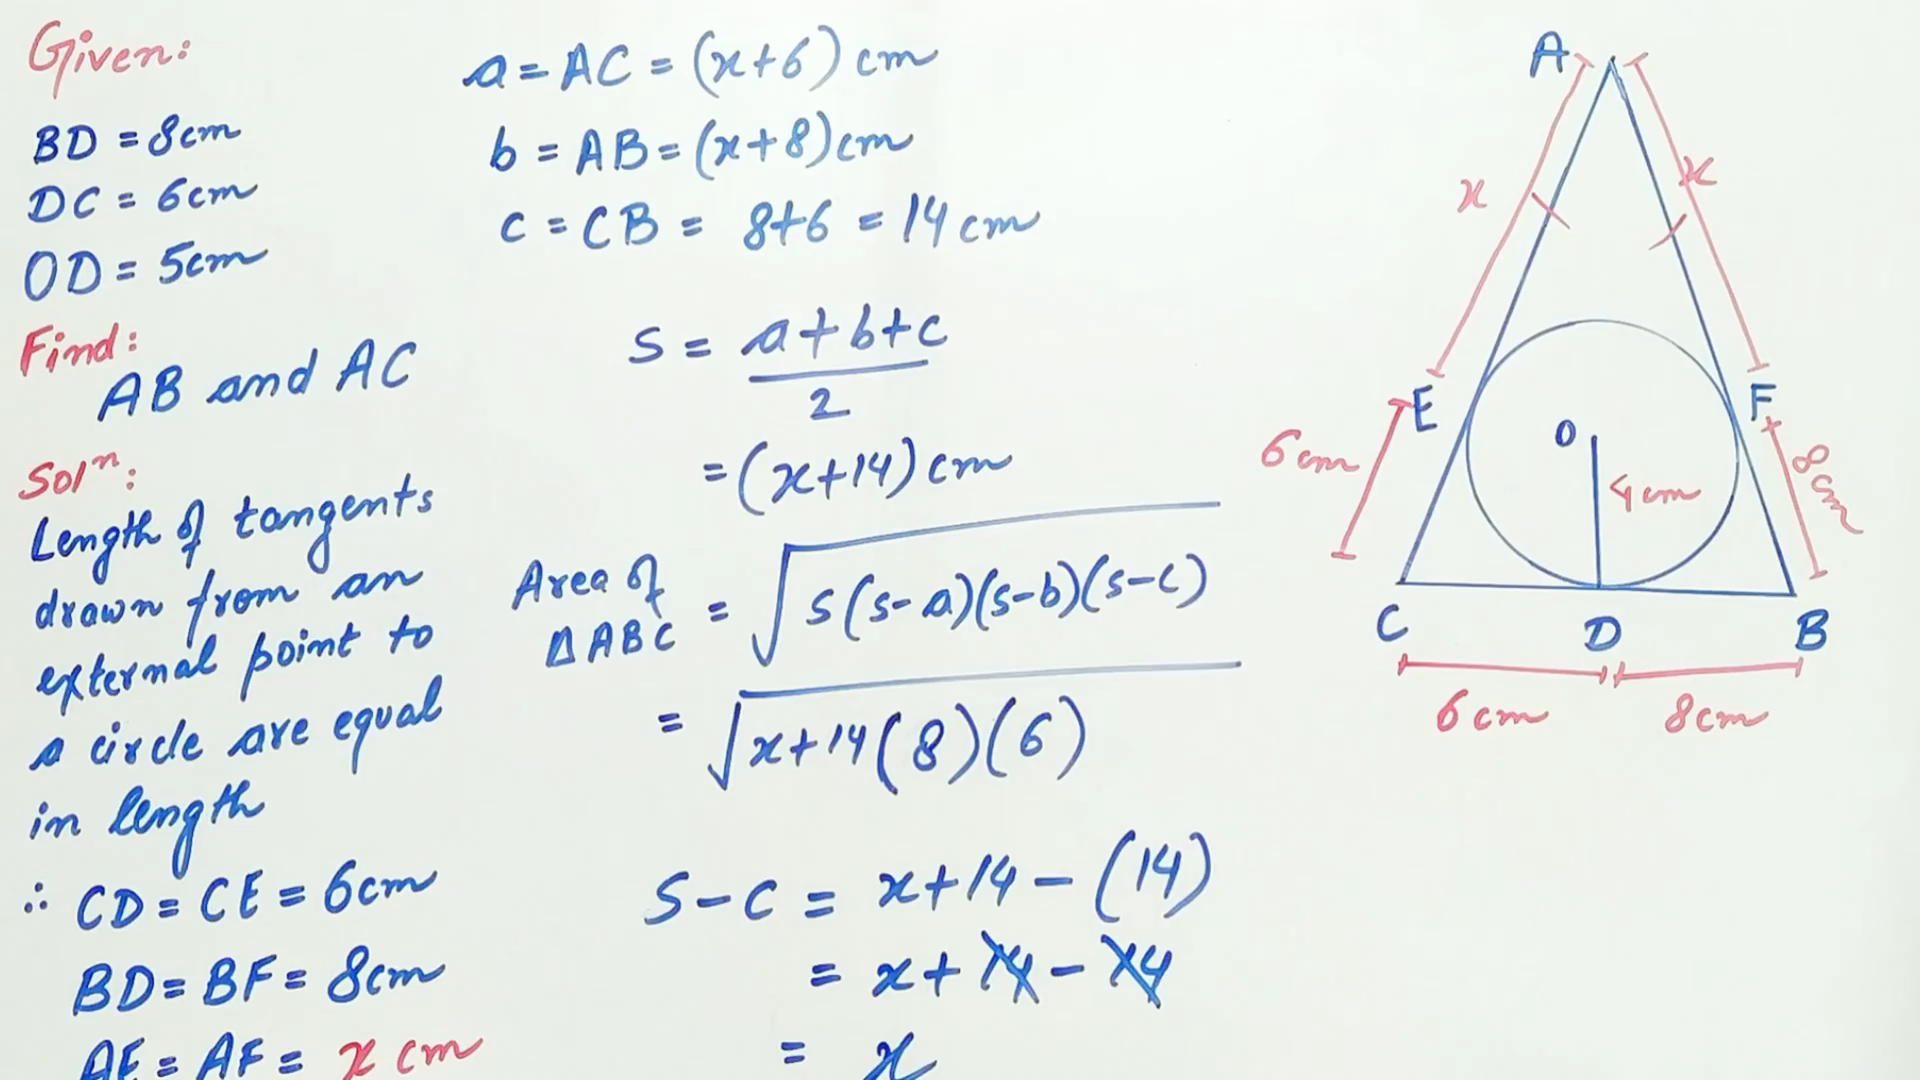 Given:
BD = 8cm
DC = 6cm
OD = 5cm
Find:
AB and AC
Solⁿ:
Length of tangents
drawn from an
external point to
a circle are equal
in length
∴ CD = CE = 6cm
BD = BF = 8cm
AE = AF = x cm
a = AC = (x+6) cm
b = AB = (x+8) cm
c = CB = 8+6 = 14 cm
S = a+b+c
2
= (x+14) cm
Area of
ΔABC = √S(S-a)(S-b)(S-c)
= √x+14(8)(6)
S-C = x+14-(14)
= x+14-14
= x
A
x
x
E
F
6cm
O
4cm
8cm
C
D
B
6cm
8cm